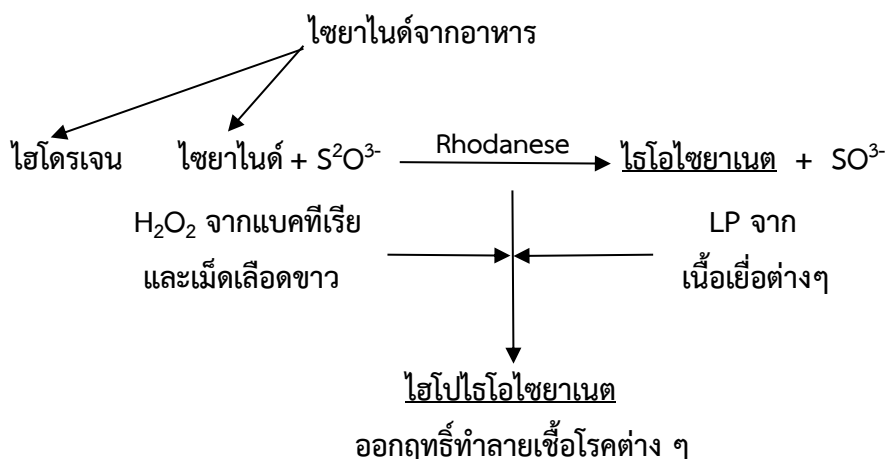 ไซยาไนด์จากอาหาร
ไฮโดรเจน ไซยาไนด์ + S²O³⁻ Rhodanese ไธโอไซยาเนต + SO³⁻
H₂O₂ จากแบคทีเรีย LP จาก
และเม็ดเลือดขาว เนื้อเยื่อต่างๆ
ไฮโปไธโอไซยาเนต
ออกฤทธิ์ทำลายเชื้อโรคต่าง ๆ